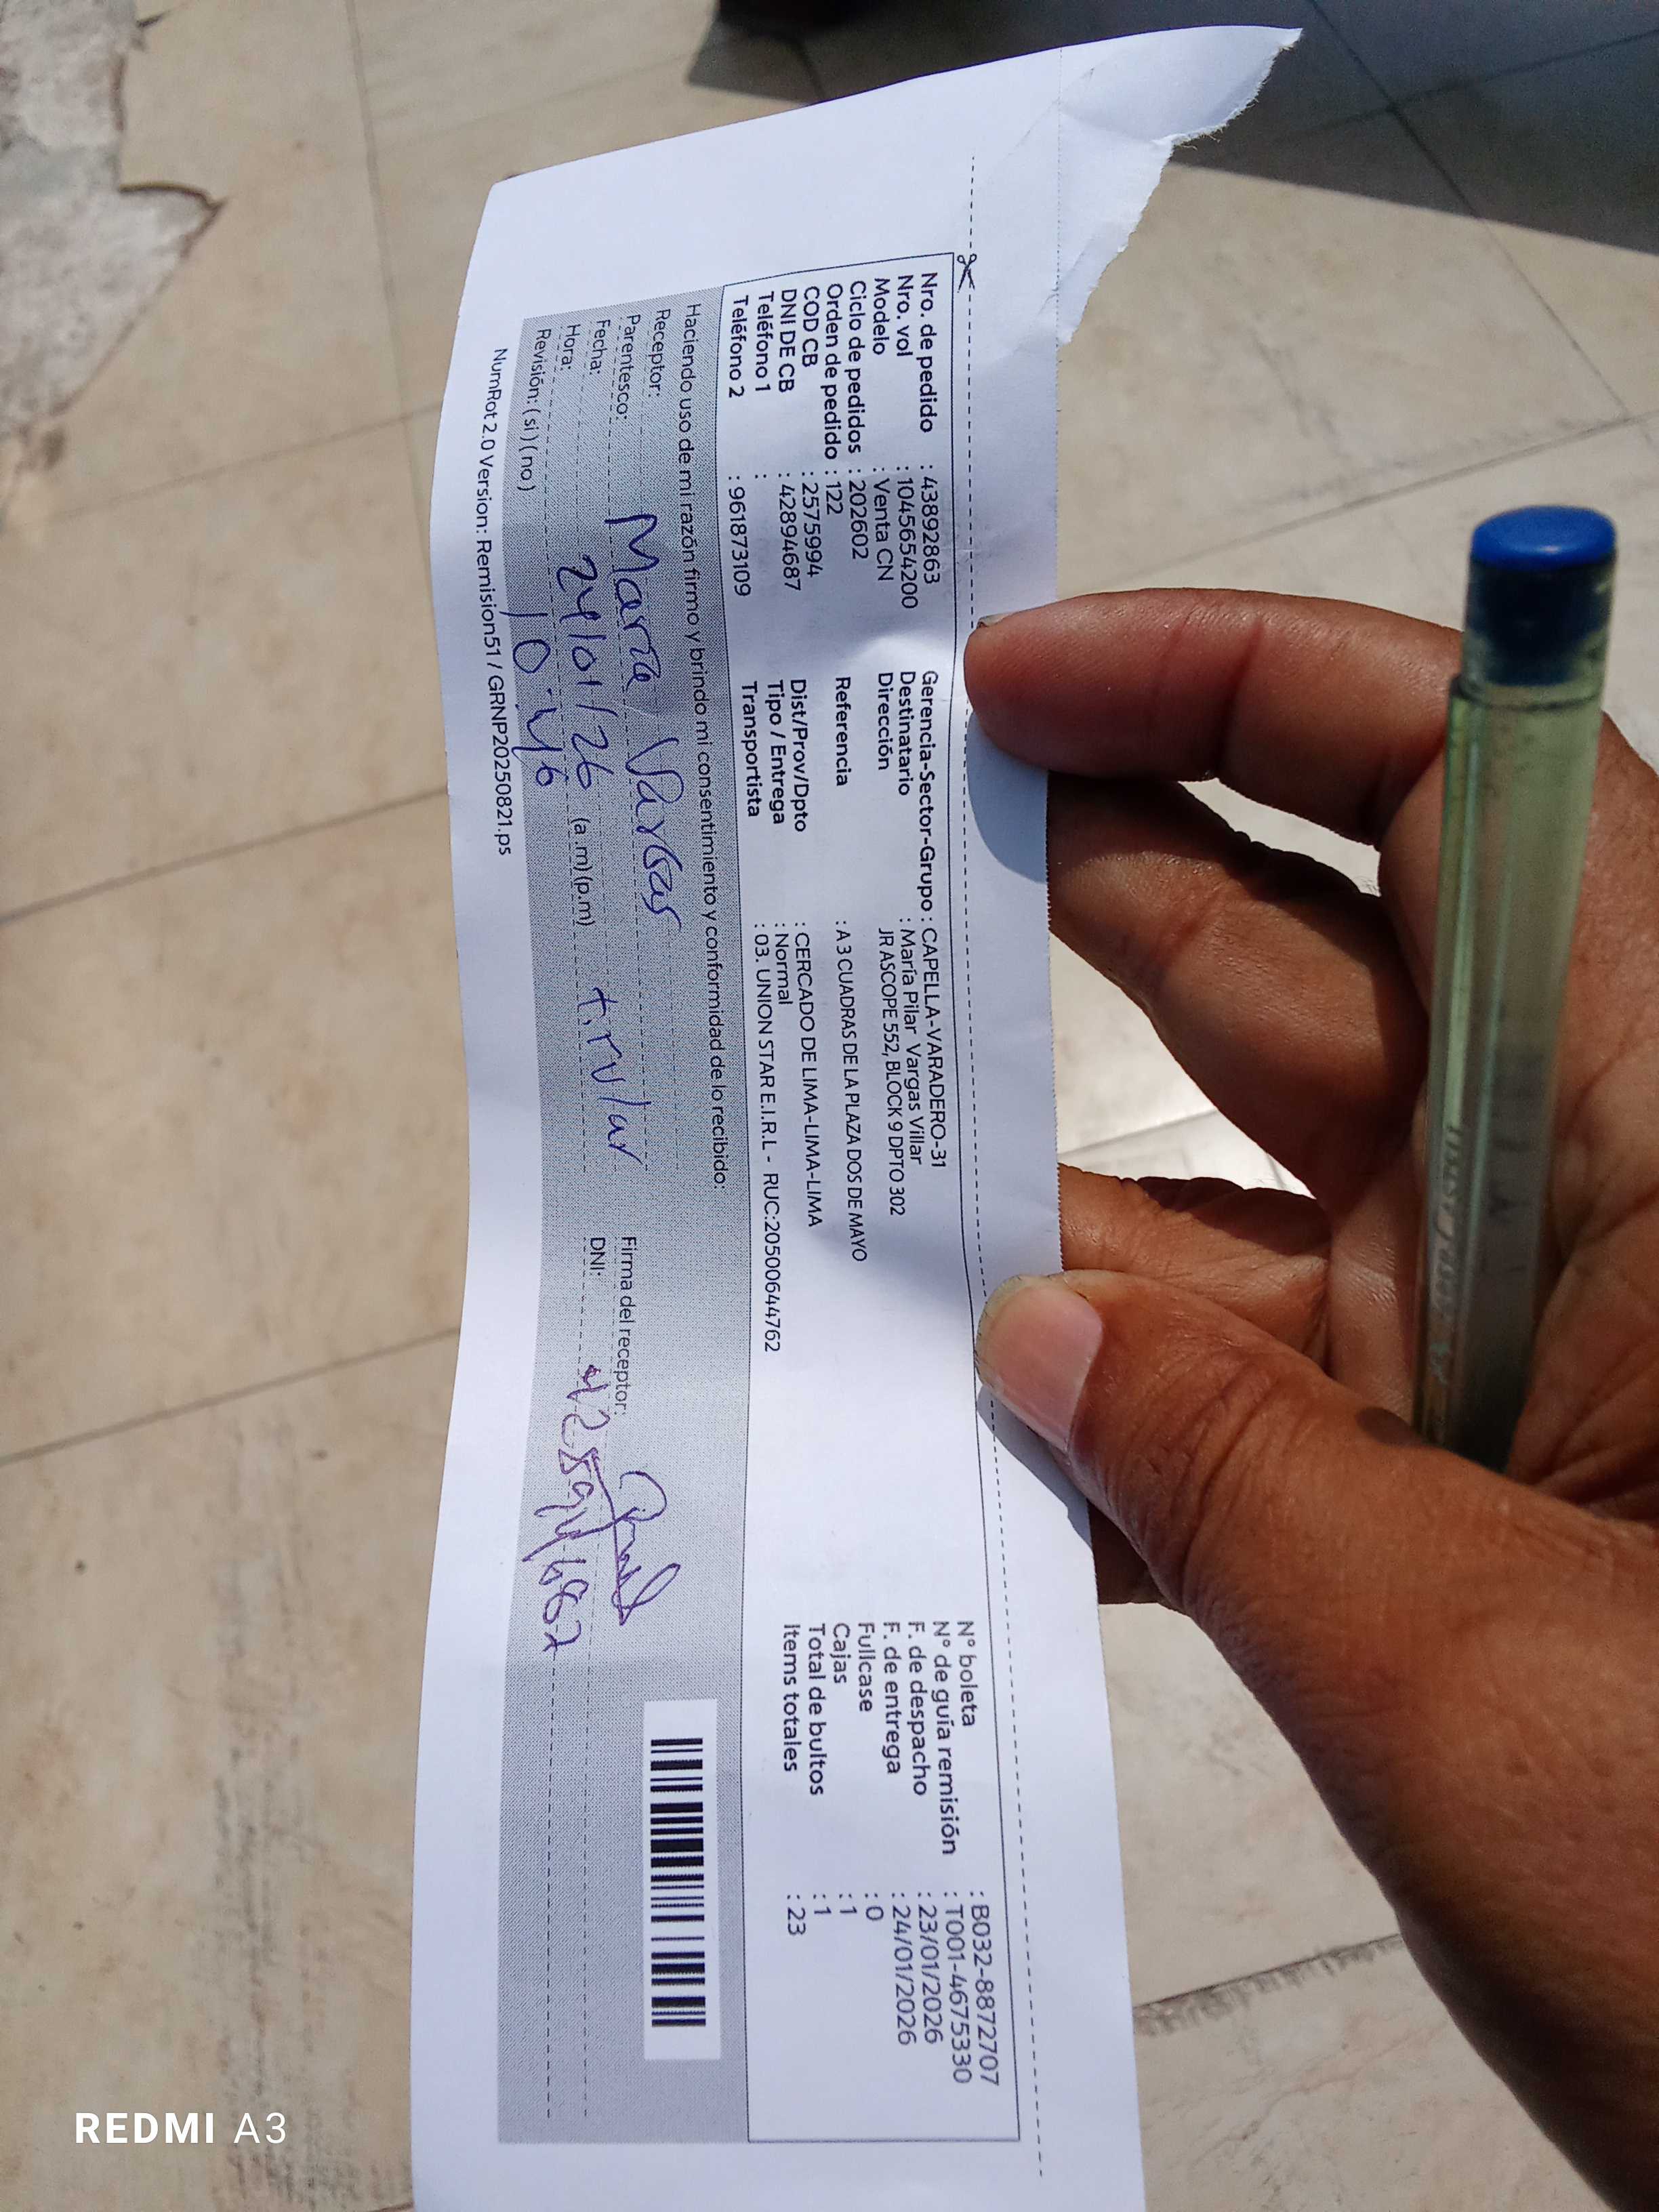 Nro. de pedido : 43892863
Nro. vol : 1045654200
Modelo : Venta CN
Ciclo de pedidos : 202602
Orden de pedido : 122
COD CB : 2575994
DNI DE CB : 42894687
Teléfono 1 :
Teléfono 2 : 961873109
Gerencia-Sector-Grupo : CAPELLA-VARADERO-31
Destinatario : María Pilar Vargas Villar
Dirección JR ASCOPE 552, BLOCK 9 DPTO 302
Referencia : A 3 CUADRAS DE LA PLAZA DOS DE MAYO
Dist/Prov/Dpto : CERCADO DE LIMA-LIMA-LIMA
Tipo / Entrega : Normal
Transportista : 03. UNION STAR E.I.R.L - RUC:20500644762
N° boleta : B032-8872707
N° de guía remisión : T001-4675330
F. de despacho : 23/01/2026
F. de entrega : 24/01/2026
Fullcase : 0
Cajas : 1
Total de bultos : 1
Items totales : 23
Haciendo uso de mi razón firmo y brindo mi consentimiento y conformidad de lo recibido:
Receptor: Maria Vargas
Parentesco: titular
Fecha: 24/01/26
Hora: 10:46 (a.m)(p.m)
Revisión: (si) (no)
Firma del receptor:
DNI: 42894687
NumRot 2.0 Version: Remision51 / GRNP20250821.ps
REDMI A3